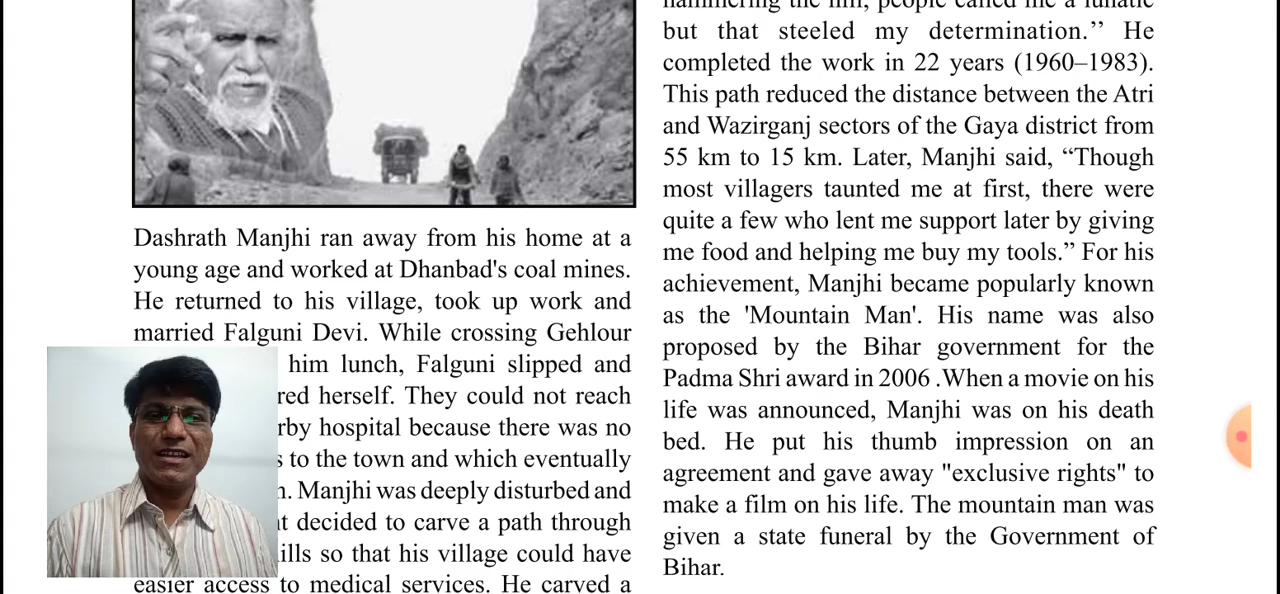 Dashrath Manjhi ran away from his home at a
young age and worked at Dhanbad's coal mines.
He returned to his village, took up work and
married Falguni Devi. While crossing Gehlour
him lunch, Falguni slipped and
herself. They could not reach
hospital because there was no
to the town and which eventually
Manjhi was deeply disturbed and
decided to carve a path through
so that his village could have
easier access to medical services. He carved a
hammering the hill, people called me a lunatic
but that steeled my determination.’’ He
completed the work in 22 years (1960–1983).
This path reduced the distance between the Atri
and Wazirganj sectors of the Gaya district from
55 km to 15 km. Later, Manjhi said, “Though
most villagers taunted me at first, there were
quite a few who lent me support later by giving
me food and helping me buy my tools.” For his
achievement, Manjhi became popularly known
as the 'Mountain Man'. His name was also
proposed by the Bihar government for the
Padma Shri award in 2006 .When a movie on his
life was announced, Manjhi was on his death
bed. He put his thumb impression on an
agreement and gave away "exclusive rights" to
make a film on his life. The mountain man was
given a state funeral by the Government of
Bihar.